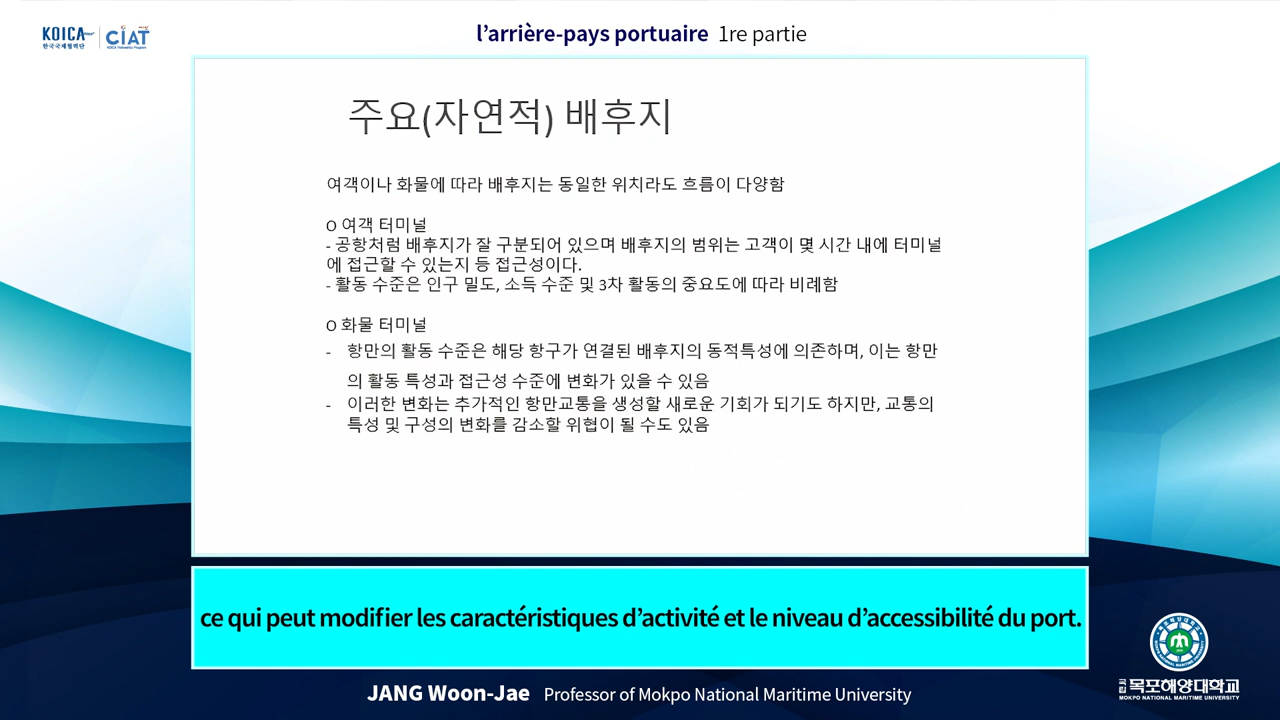 KOICA
한국국제협력단
CIAT
KOICA Fellowship Program
l’arrière-pays portuaire 1re partie
주요(자연적) 배후지
여객이나 화물에 따라 배후지는 동일한 위치라도 흐름이 다양함
O 여객 터미널
- 공항처럼 배후지가 잘 구분되어 있으며 배후지의 범위는 고객이 몇 시간 내에 터미널
에 접근할 수 있는지 등 접근성이다.
- 활동 수준은 인구 밀도, 소득 수준 및 3차 활동의 중요도에 따라 비례함
O 화물 터미널
- 항만의 활동 수준은 해당 항구가 연결된 배후지의 동적특성에 의존하며, 이는 항만
의 활동 특성과 접근성 수준에 변화가 있을 수 있음
- 이러한 변화는 추가적인 항만교통을 생성할 새로운 기회가 되기도 하지만, 교통의
특성 및 구성의 변화를 감소할 위협이 될 수도 있음
ce qui peut modifier les caractéristiques d’activité et le niveau d’accessibilité du port.
JANG Woon-Jae Professor of Mokpo National Maritime University
국립 목포해양대학교
MOKPO NATIONAL MARITIME UNIVERSITY